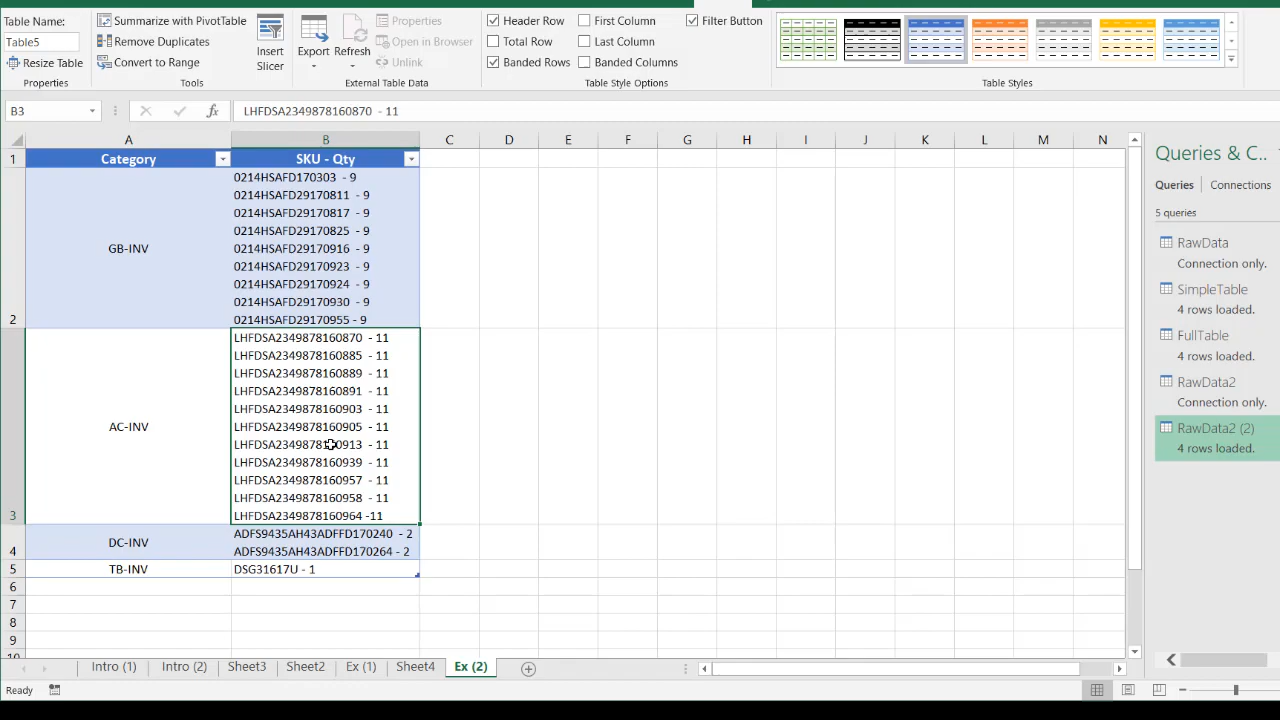 Table Name:
Table5
Resize Table
Properties
Summarize with PivotTable
Remove Duplicates
Convert to Range
Tools
Insert
Slicer
Export
Refresh
Properties
Open in Browser
Unlink
External Table Data
Header Row
First Column
Filter Button
Total Row
Last Column
Banded Rows
Banded Columns
Table Style Options
Table Styles
B3
fx
LHFDSA2349878160870 - 11
A B C D E F G H I J K L M N
1 Category SKU - Qty
GB-INV
0214HSAFD170303 - 9
0214HSAFD29170811 - 9
0214HSAFD29170817 - 9
0214HSAFD29170825 - 9
0214HSAFD29170916 - 9
0214HSAFD29170923 - 9
0214HSAFD29170924 - 9
0214HSAFD29170930 - 9
2 0214HSAFD29170955 - 9
AC-INV
LHFDSA2349878160870 - 11
LHFDSA2349878160885 - 11
LHFDSA2349878160889 - 11
LHFDSA2349878160891 - 11
LHFDSA2349878160903 - 11
LHFDSA2349878160905 - 11
LHFDSA2349878160913 - 11
LHFDSA2349878160939 - 11
LHFDSA2349878160957 - 11
LHFDSA2349878160958 - 11
3 LHFDSA2349878160964 -11
DC-INV
ADFS9435AH43ADFFD170240 - 2
4 ADFS9435AH43ADFFD170264 - 2
5 TB-INV DSG31617U - 1
6
7
8
9
10
Queries & C..
Queries Connections
5 queries
RawData
Connection only.
SimpleTable
4 rows loaded.
FullTable
4 rows loaded.
RawData2
Connection only.
RawData2 (2)
4 rows loaded.
Intro (1) Intro (2) Sheet3 Sheet2 Ex (1) Sheet4 Ex (2)
Ready